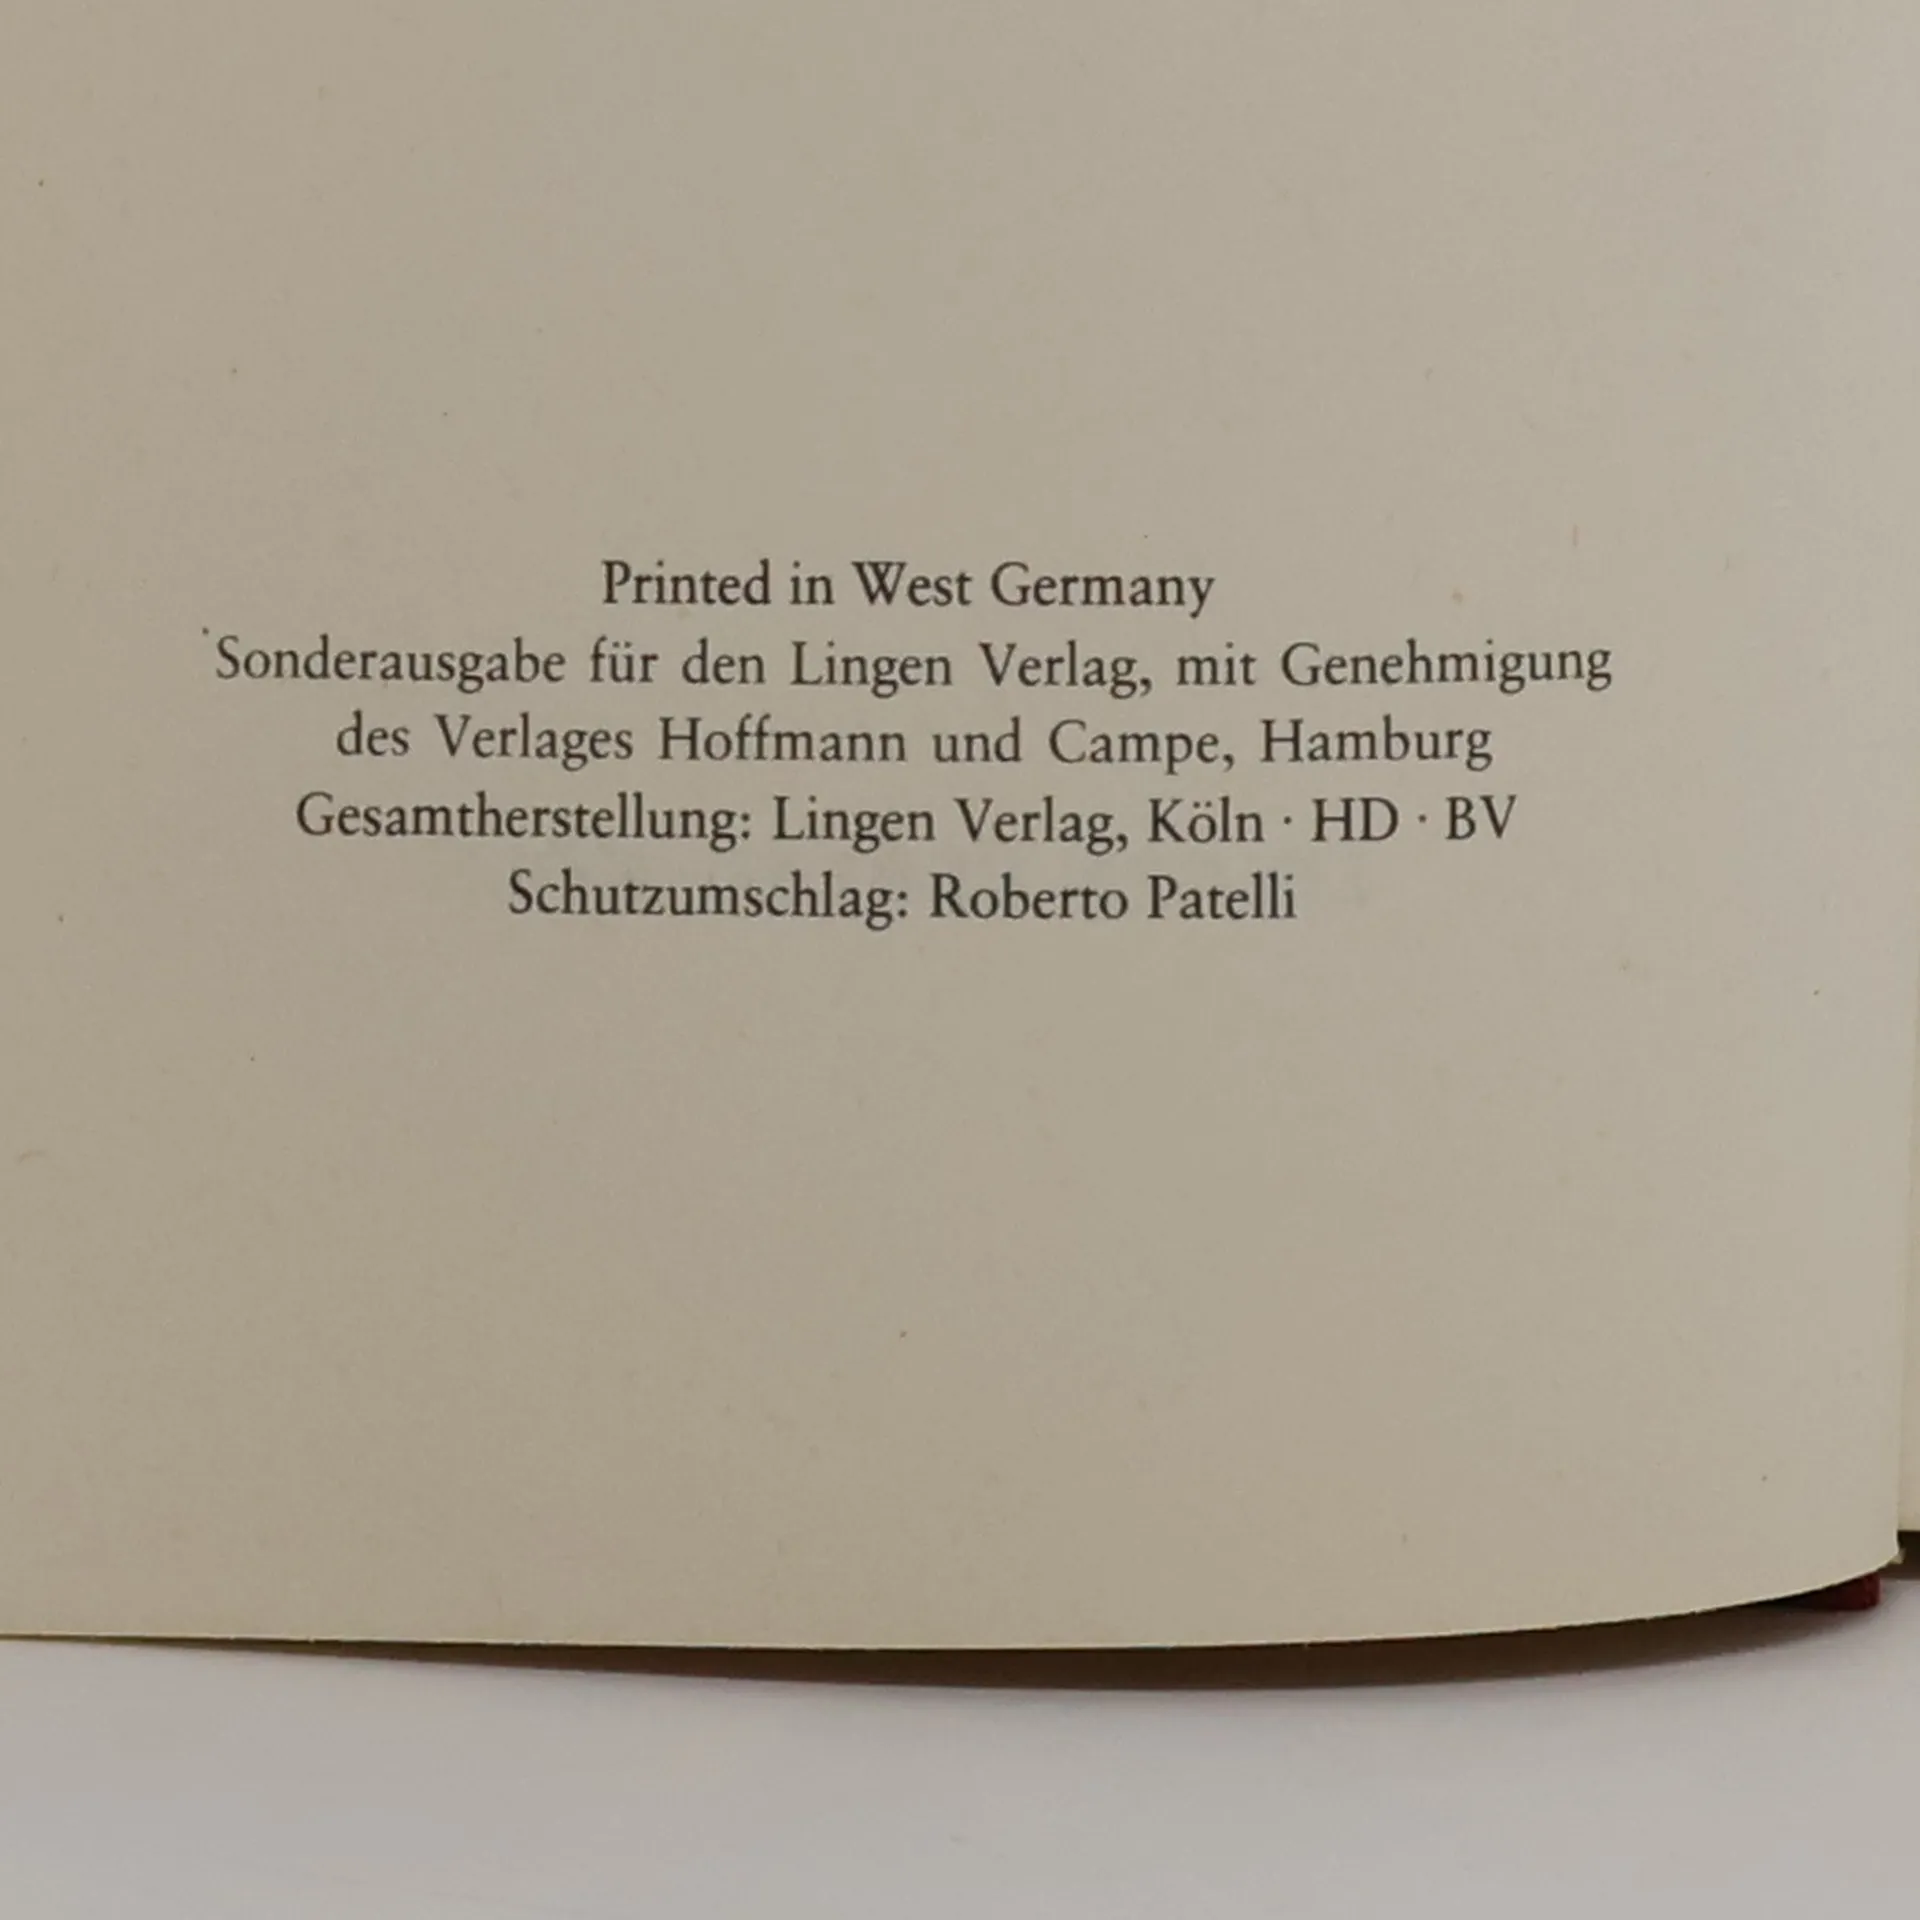 Printed in West Germany
Sonderausgabe für den Lingen Verlag, mit Genehmigung
des Verlages Hoffmann und Campe, Hamburg
Gesamtherstellung: Lingen Verlag, Köln · HD · BV
Schutzumschlag: Roberto Patelli